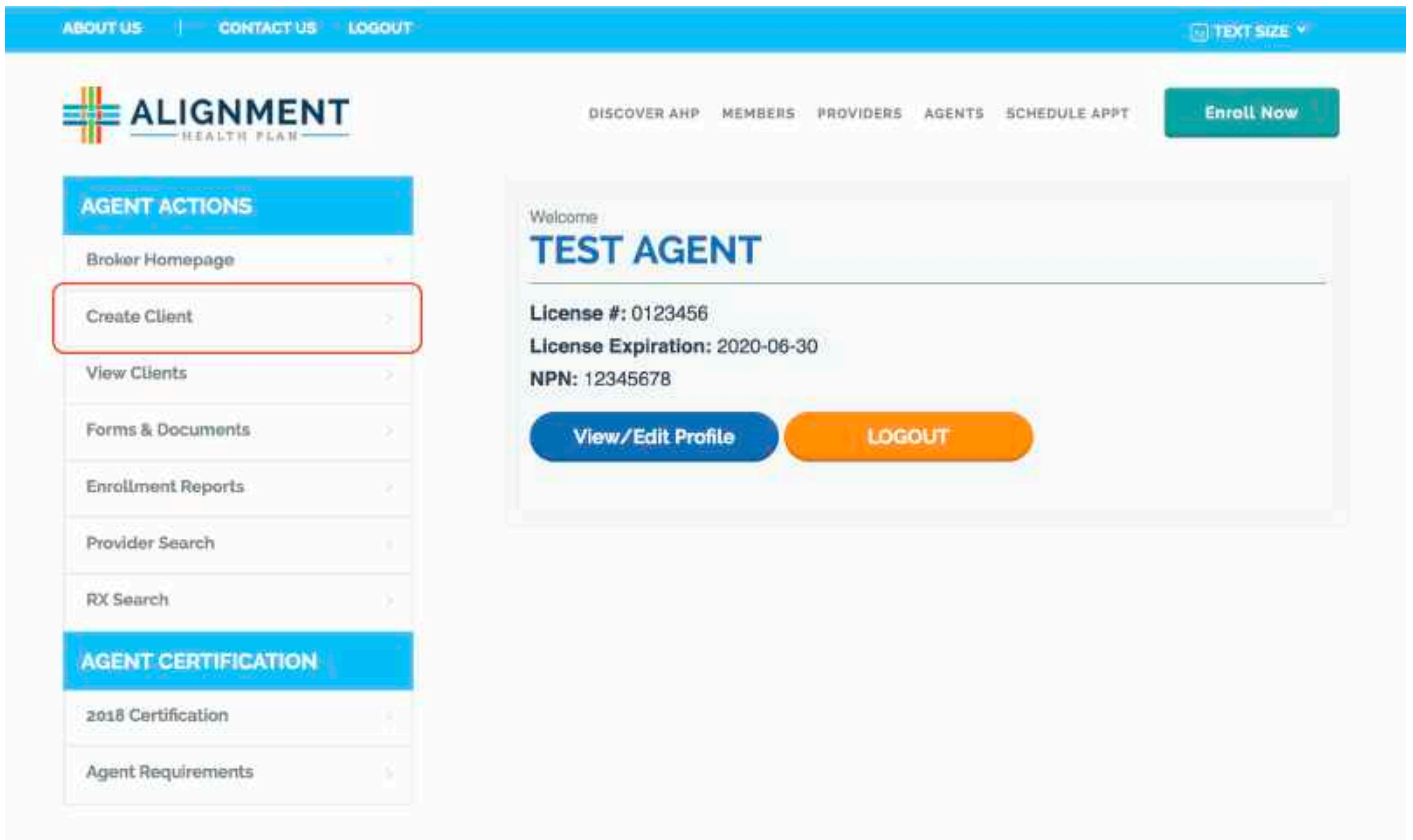 ABOUT US | CONTACT US LOGOUT
TEXT SIZE
ALIGNMENT
HEALTH PLAN
DISCOVER AHP MEMBERS PROVIDERS AGENTS SCHEDULE APPT
Enroll Now
AGENT ACTIONS
Broker Homepage
Create Client
View Clients
Forms & Documents
Enrollment Reports
Provider Search
RX Search
AGENT CERTIFICATION
2018 Certification
Agent Requirements
Welcome
TEST AGENT
License #: 0123456
License Expiration: 2020-06-30
NPN: 12345678
View/Edit Profile
LOGOUT